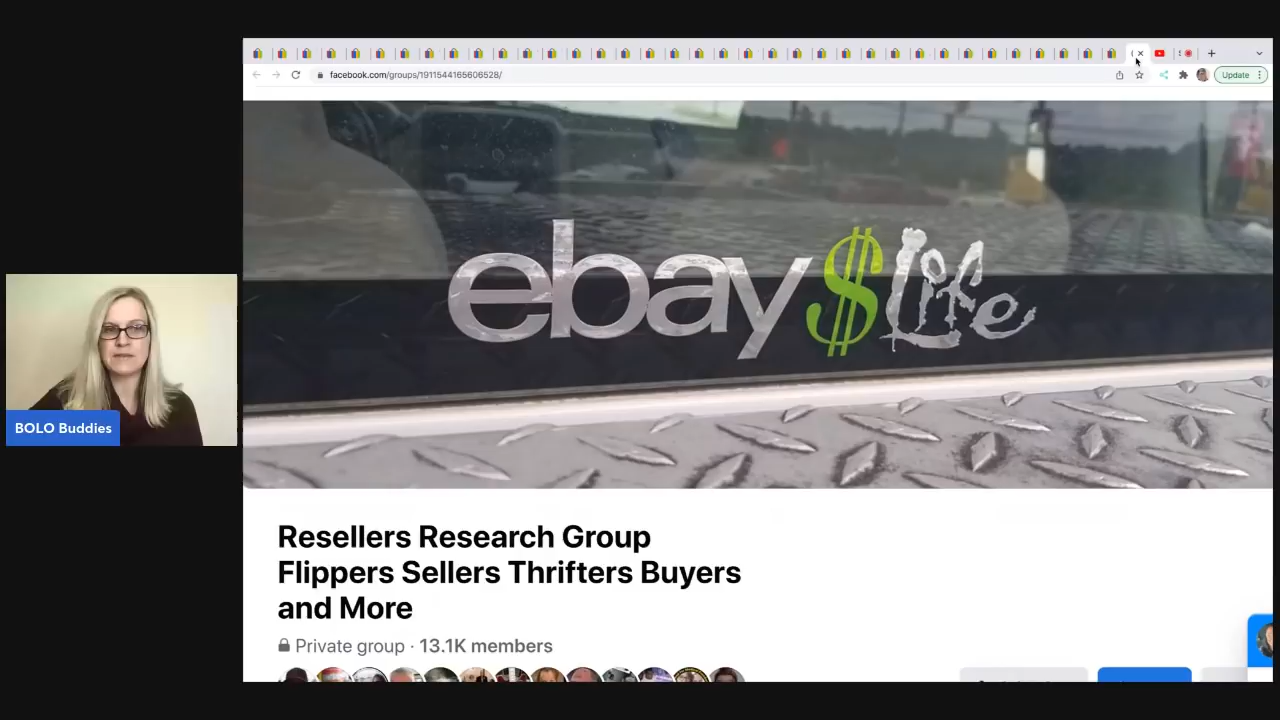 facebook.com/groups/1911544165606528/
Update
ebay $ Life
BOLO Buddies
Resellers Research Group
Flippers Sellers Thrifters Buyers
and More
Private group · 13.1K members